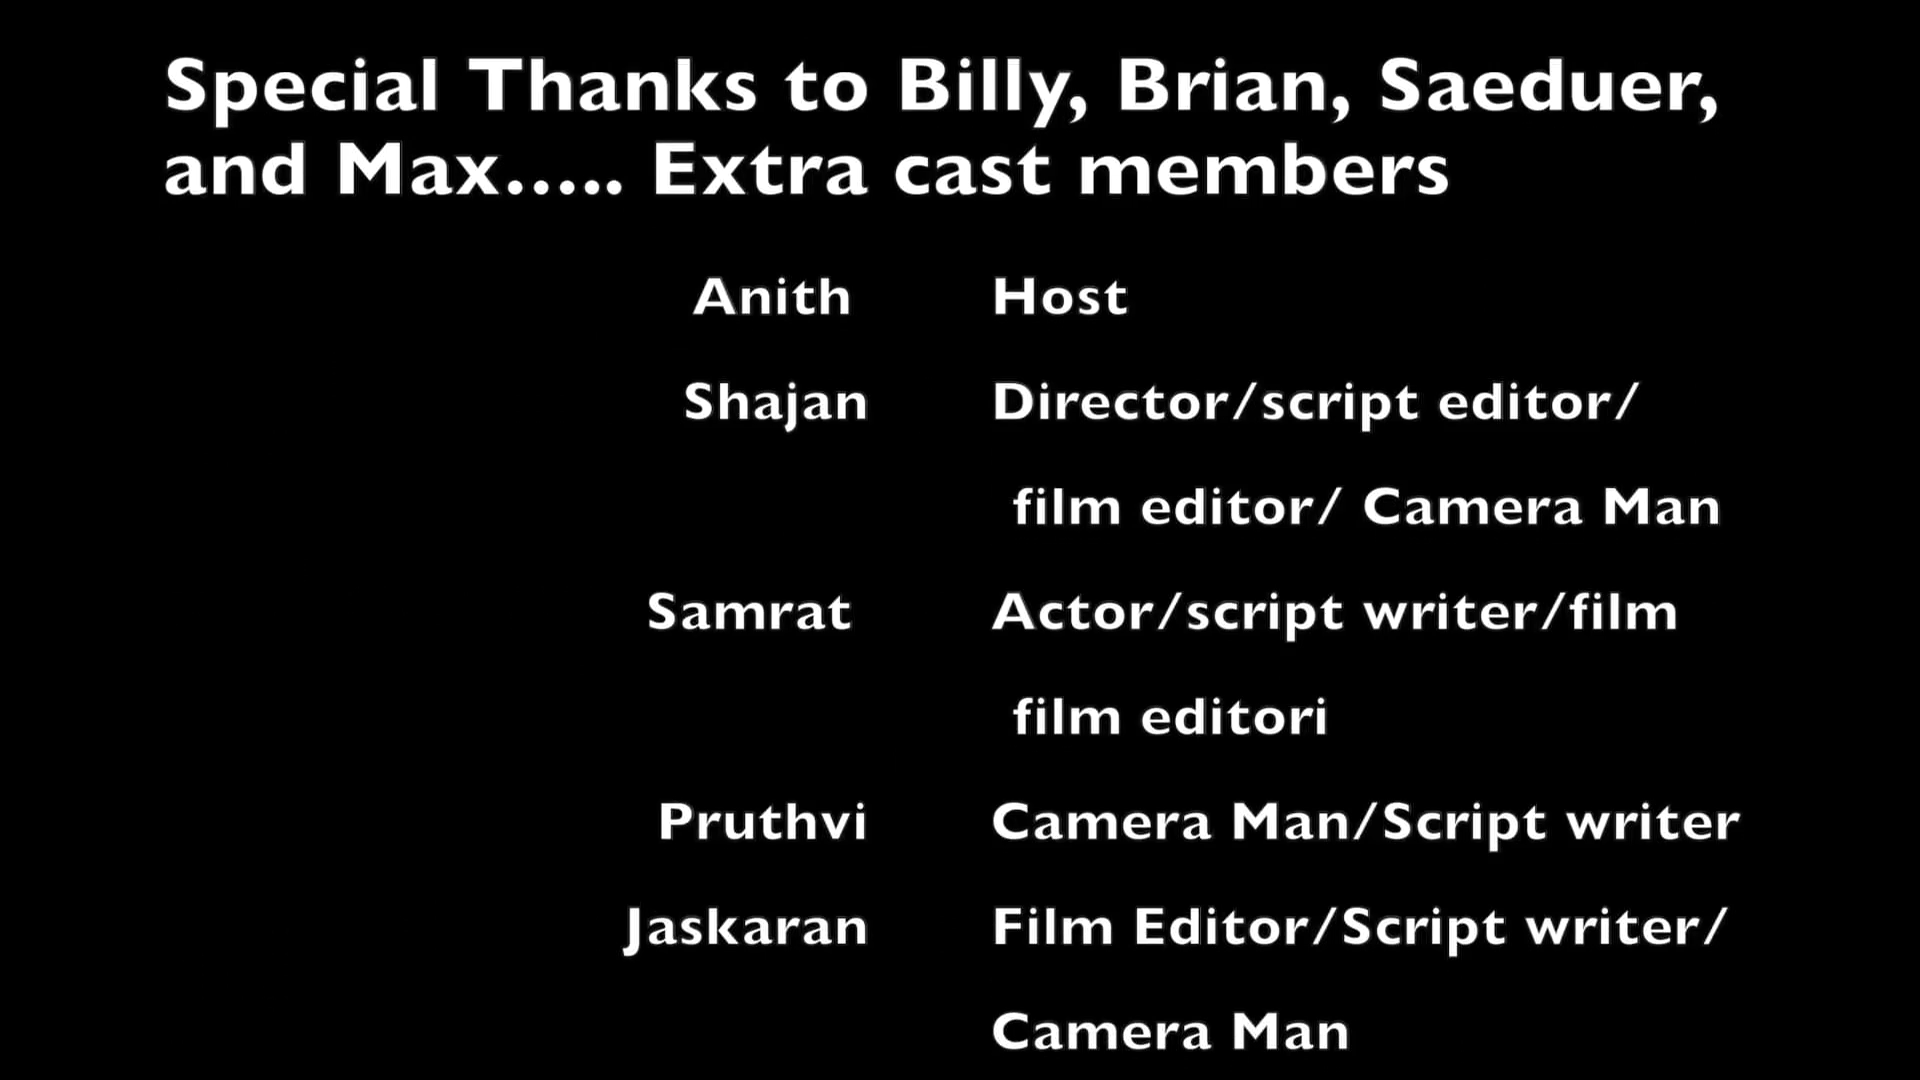 Special Thanks to Billy, Brian, Saeduer,
and Max..... Extra cast members
Anith Host
Shajan Director/script editor/
film editor/ Camera Man
Samrat Actor/script writer/film
film editori
Pruthvi Camera Man/Script writer
Jaskaran Film Editor/Script writer/
Camera Man